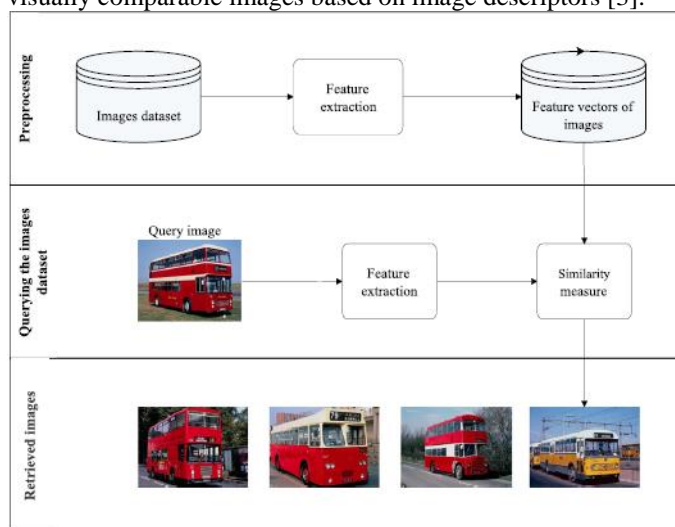 visually comparable images based on image descriptors [3].
Preprocessing
Images dataset
Feature
extraction
Feature vectors of
images
Querying the images
dataset
Query image
Feature
extraction
Similarity
measure
Retrieved images